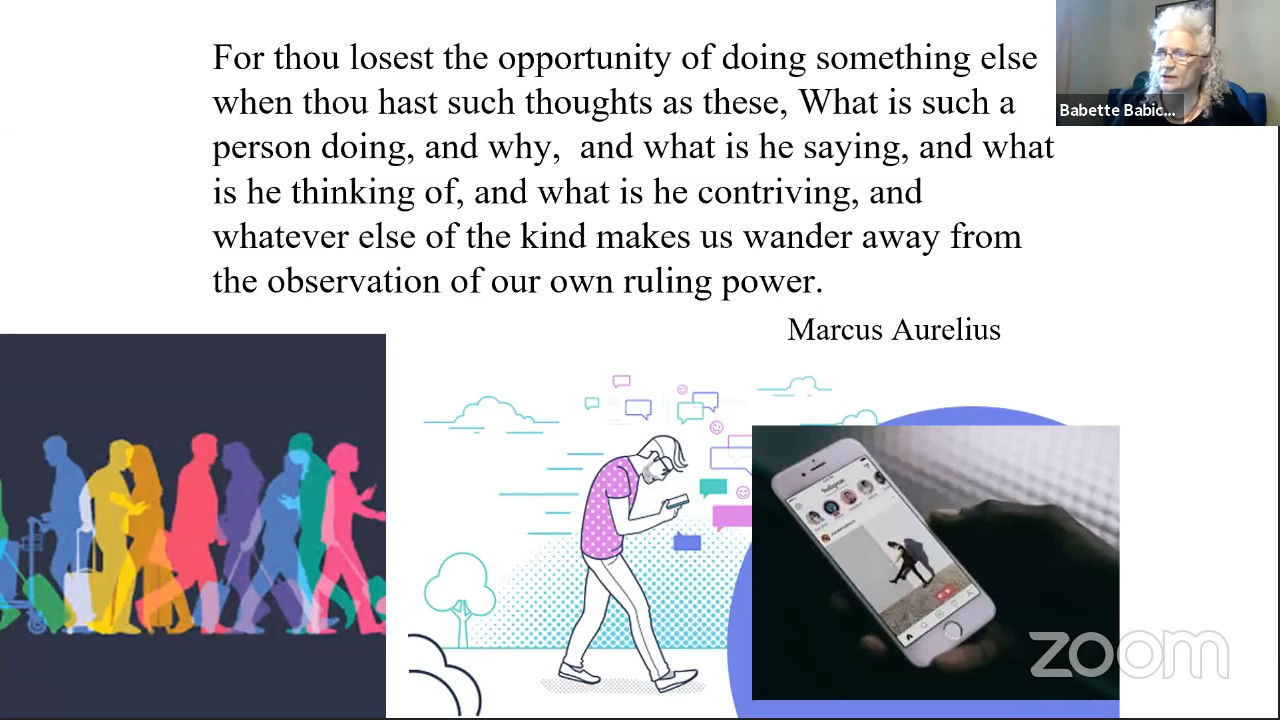 For thou losest the opportunity of doing something else
when thou hast such thoughts as these, What is such a
person doing, and why,  and what is he saying, and what
is he thinking of, and what is he contriving, and
whatever else of the kind makes us wander away from
the observation of our own ruling power.
Marcus Aurelius
Babette Babic...
Instagram
zoom